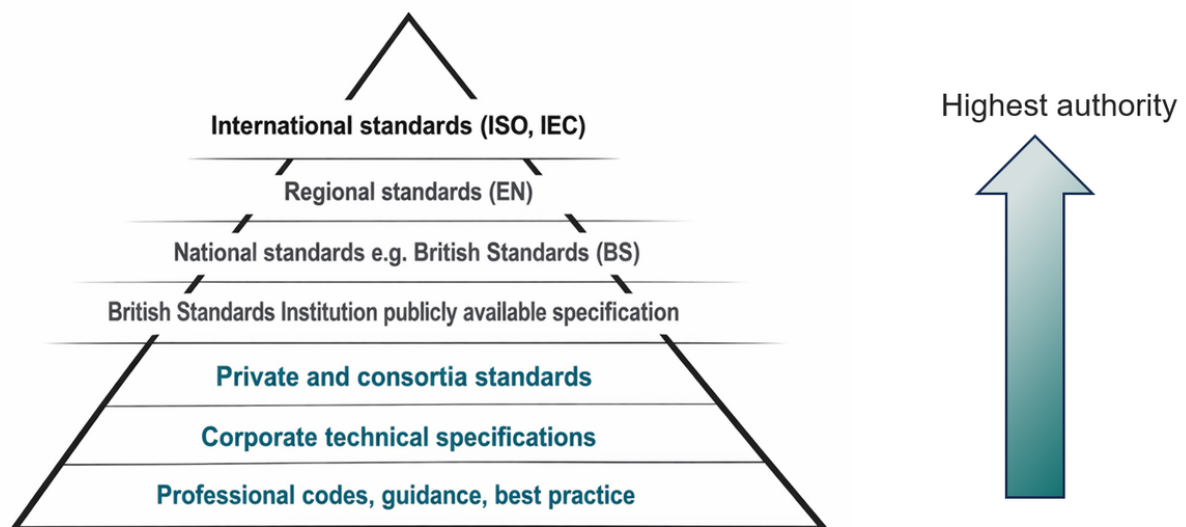 Highest authority
International standards (ISO, IEC)
Regional standards (EN)
National standards e.g. British Standards (BS)
British Standards Institution publicly available specification
Private and consortia standards
Corporate technical specifications
Professional codes, guidance, best practice